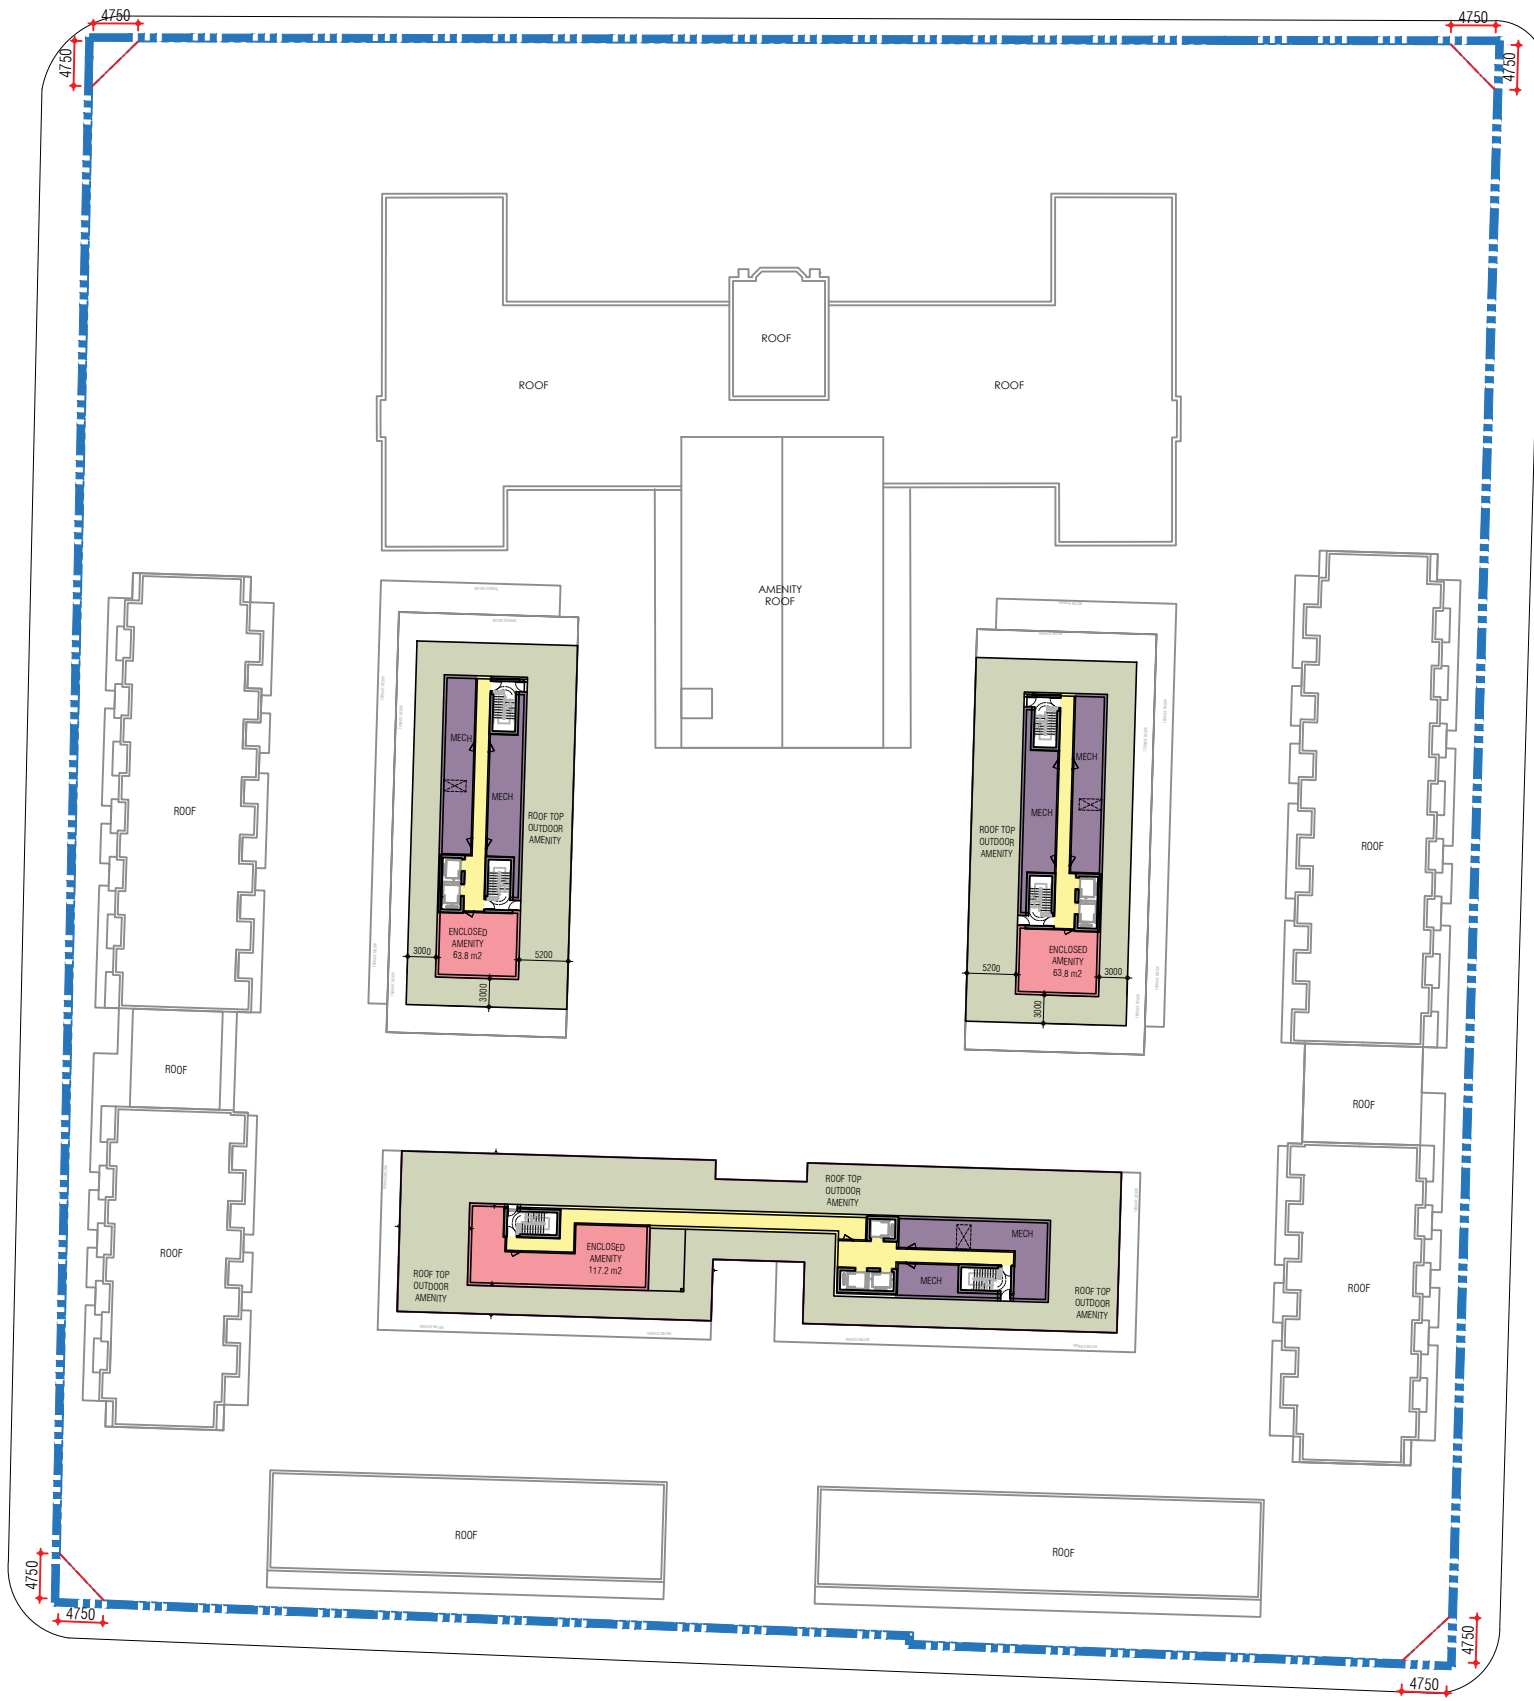 4750
4750
4750
4750
ROOF
ROOF
ROOF
AMENITY
ROOF
MECH
MECH
ROOF TOP
OUTDOOR
AMENITY
ENCLOSED
AMENITY
63.8 m2
3000
5200
3000
MECH
MECH
ROOF TOP
OUTDOOR
AMENITY
ENCLOSED
AMENITY
63.8 m2
5200
3000
3000
ROOF
ROOF
ROOF
ROOF
ROOF
ROOF
ROOF TOP
OUTDOOR
AMENITY
MECH
ENCLOSED
AMENITY
117.2 m2
MECH
ROOF TOP
OUTDOOR
AMENITY
ROOF TOP
OUTDOOR
AMENITY
ROOF
ROOF
4750
4750
4750
4750